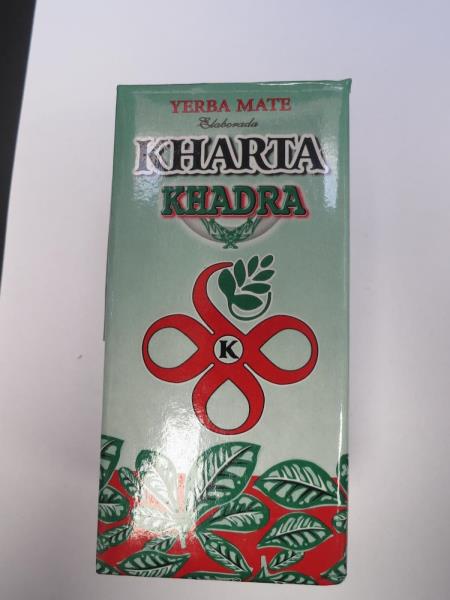 YERBA MATE
Elaborada
KHARTA
KHADRA
K